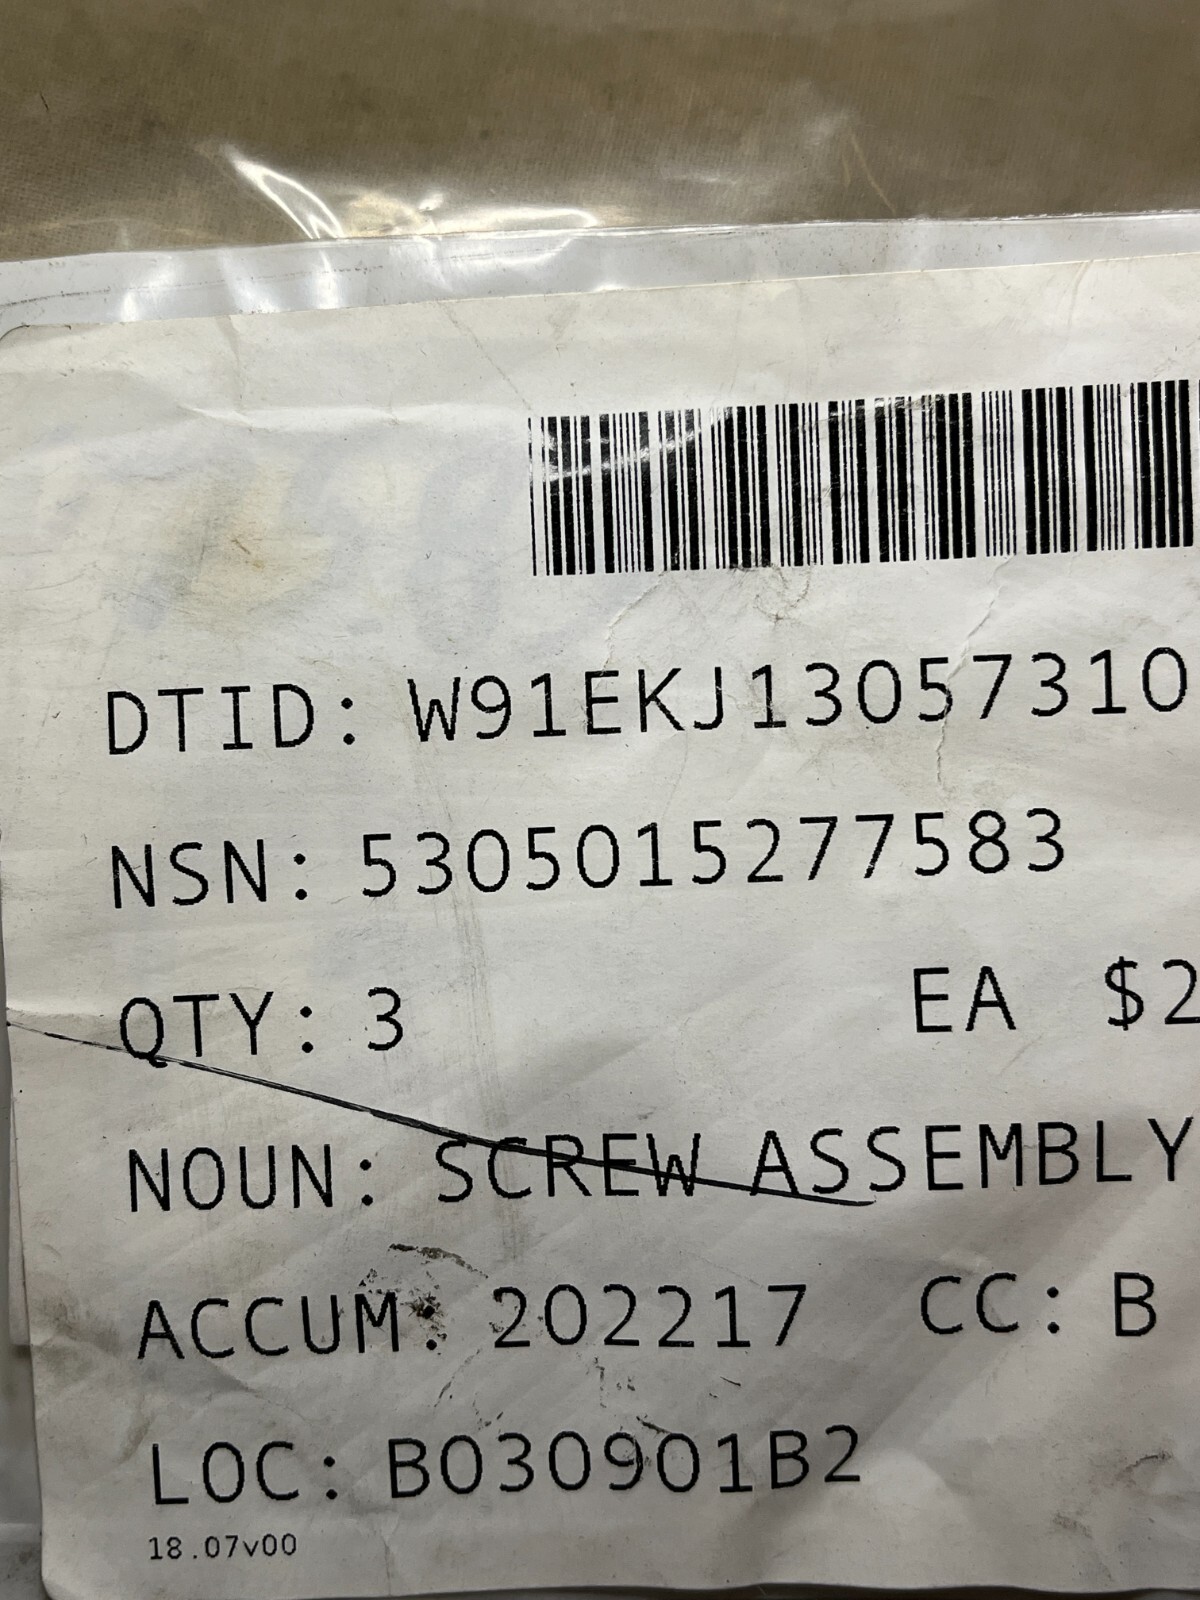 DTID: W91EKJ13057310
NSN: 5305015277583
QTY: 3 EA $2
NOUN: SCREW ASSEMBLY
ACCUM: 202217 CC: B
LOC: B030901B2
18.07v00